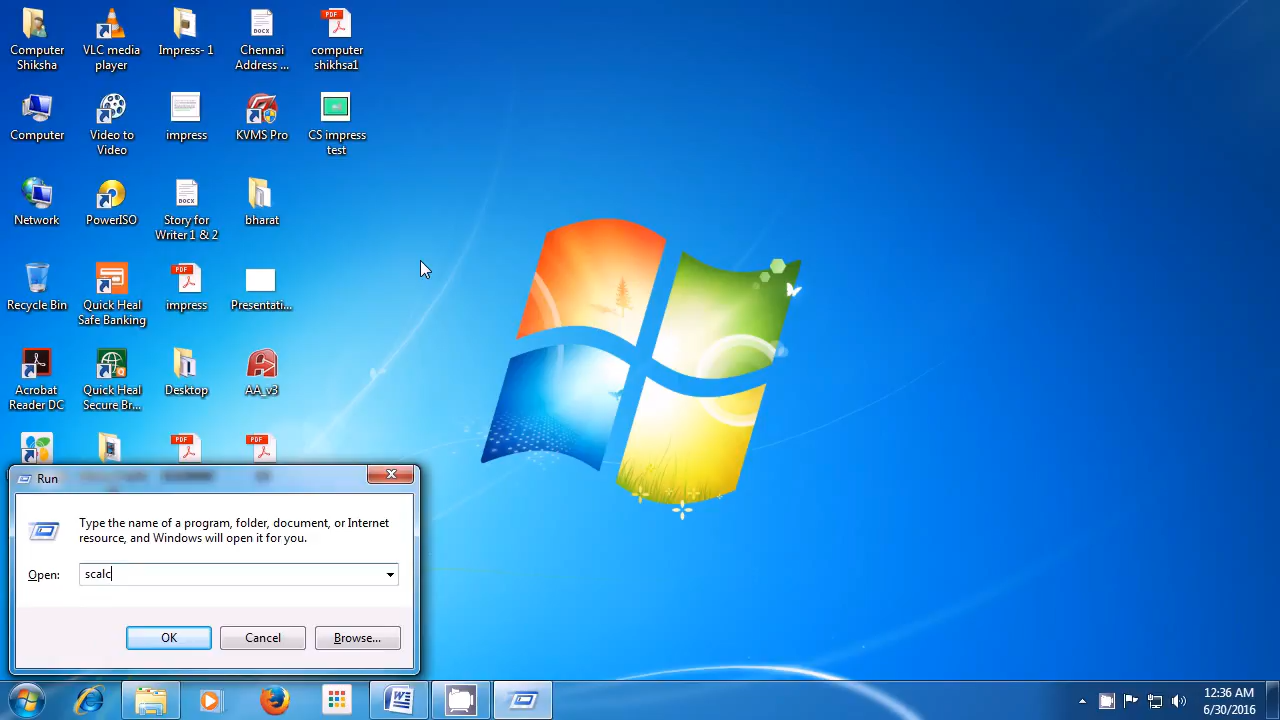 Computer
Shiksha
VLC media
player
Impress- 1
Chennai
Address ...
computer
shikhsa1
Computer
Video to
Video
impress
KVMS Pro
CS impress
test
Network
PowerISO
Story for
Writer 1 & 2
bharat
Recycle Bin
Quick Heal
Safe Banking
impress
Presentati...
Acrobat
Reader DC
Quick Heal
Secure Br...
Desktop
AA_v3
Run
Type the name of a program, folder, document, or Internet
resource, and Windows will open it for you.
Open: scalc
OK Cancel Browse...
12:36 AM
6/30/2016